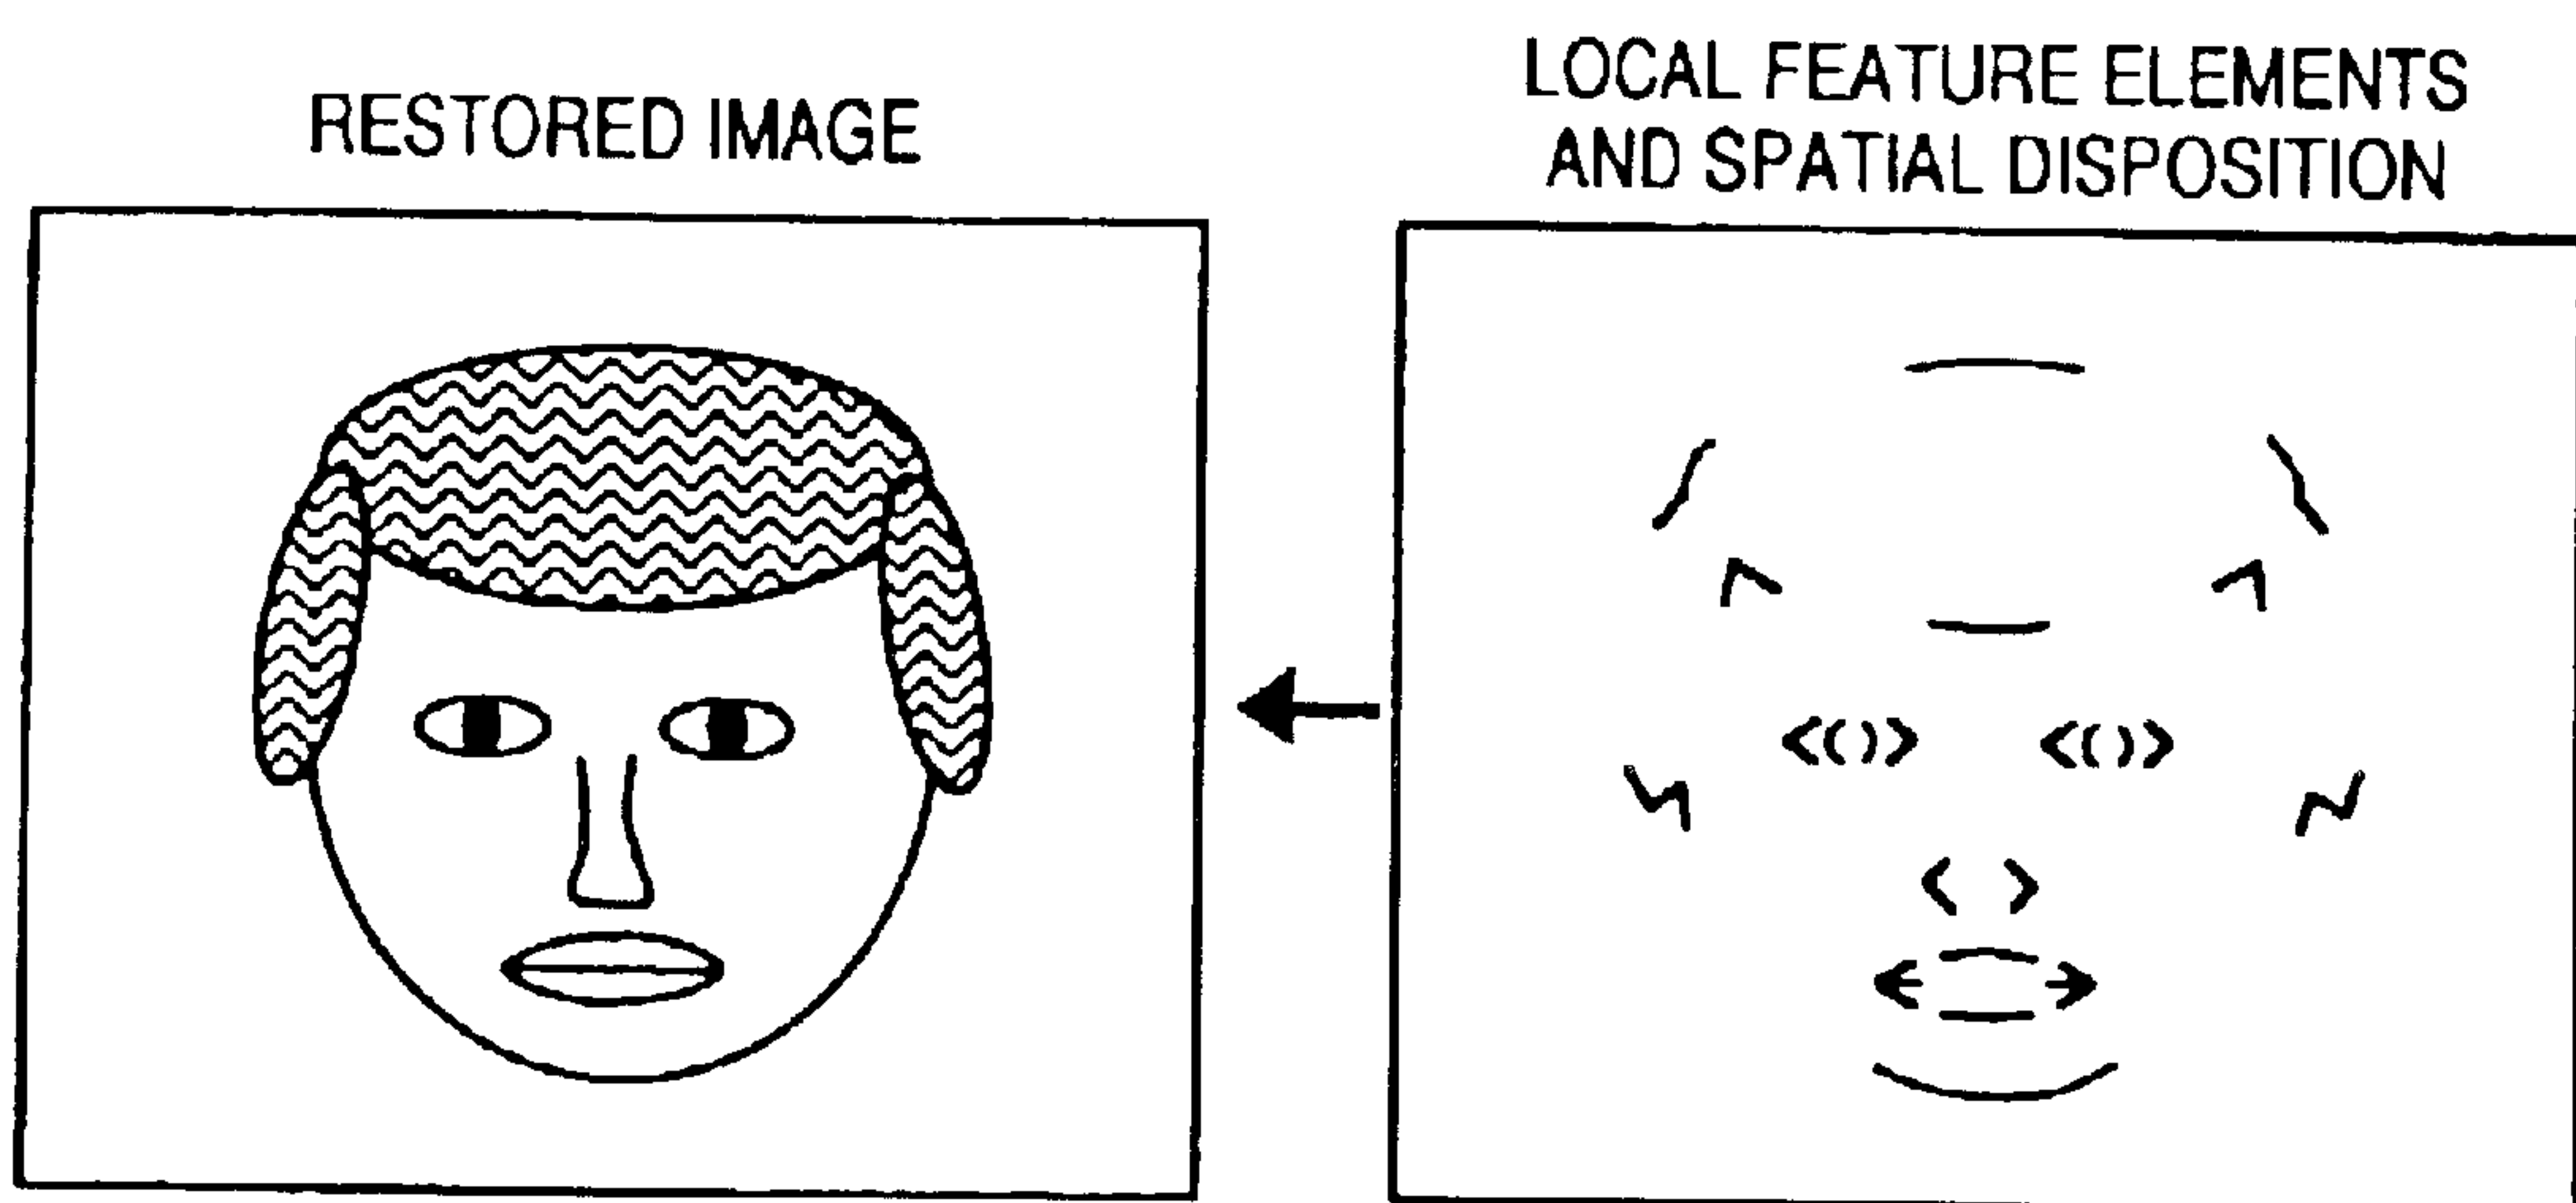 RESTORED IMAGE
LOCAL FEATURE ELEMENTS
AND SPATIAL DISPOSITION